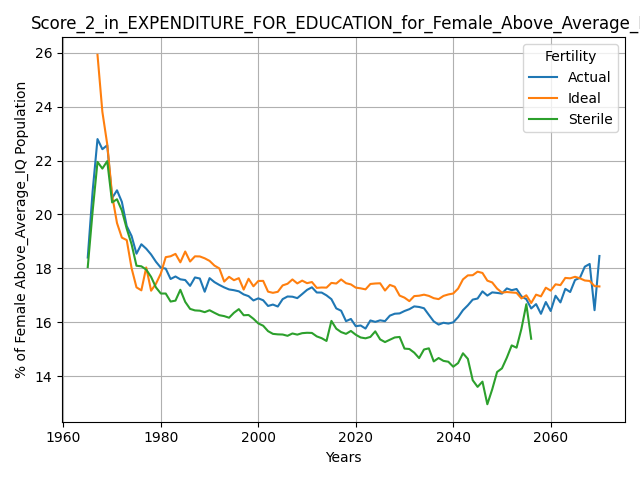 Score_2_in_EXPENDITURE_FOR_EDUCATION_for_Female_Above_Average_
Fertility
Actual
Ideal
Sterile
26
24
22
20
18
16
14
% of Female Above_Average_IQ Population
1960
1980
2000
2020
2040
2060
Years